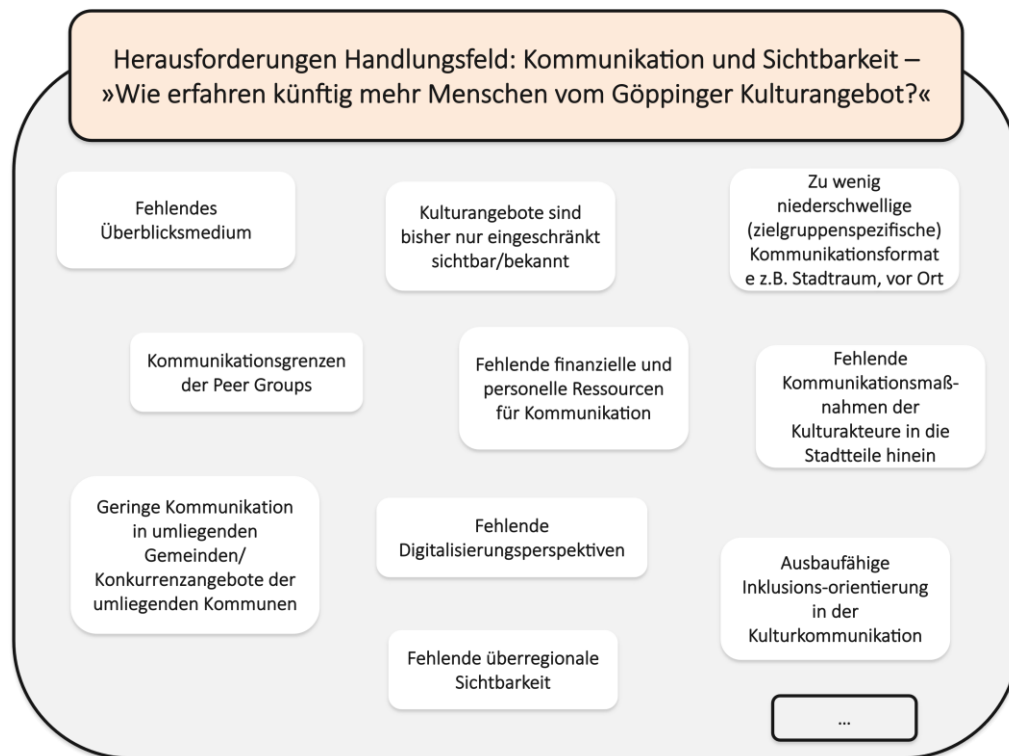 Herausforderungen Handlungsfeld: Kommunikation und Sichtbarkeit –
»Wie erfahren künftig mehr Menschen vom Göppinger Kulturangebot?«
Fehlendes
Überblicksmedium
Kulturangebote sind
bisher nur eingeschränkt
sichtbar/bekannt
Zu wenig
niederschwellige
(zielgruppenspezifische)
Kommunikationsformat
e z.B. Stadtraum, vor Ort
Kommunikationsgrenzen
der Peer Groups
Fehlende finanzielle und
personelle Ressourcen
für Kommunikation
Fehlende
Kommunikationsmaß-
nahmen der
Kulturakteure in die
Stadtteile hinein
Geringe Kommunikation
in umliegenden
Gemeinden/
Konkurrenzangebote der
umliegenden Kommunen
Fehlende
Digitalisierungsperspektiven
Ausbaufähige
Inklusions-orientierung
in der
Kulturkommunikation
Fehlende überregionale
Sichtbarkeit
...